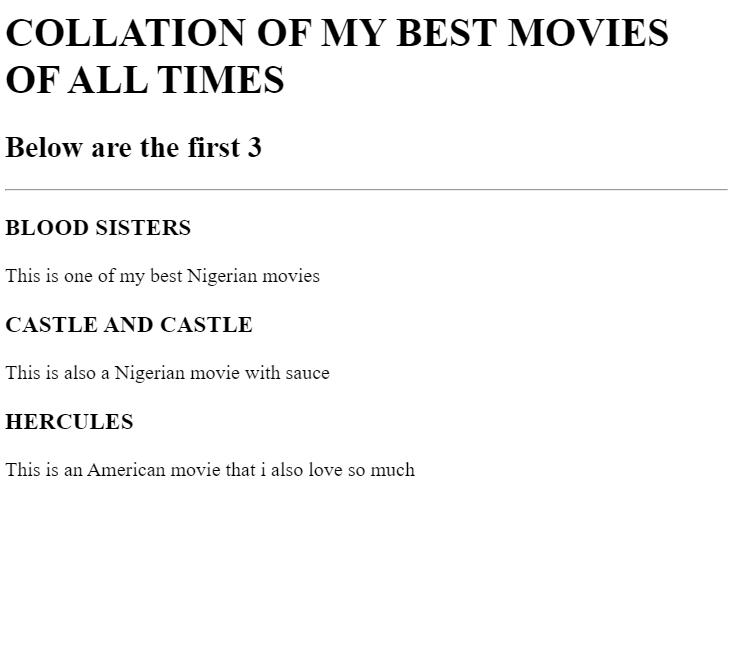 COLLATION OF MY BEST MOVIES
OF ALL TIMES
Below are the first 3
BLOOD SISTERS
This is one of my best Nigerian movies
CASTLE AND CASTLE
This is also a Nigerian movie with sauce
HERCULES
This is an American movie that i also love so much